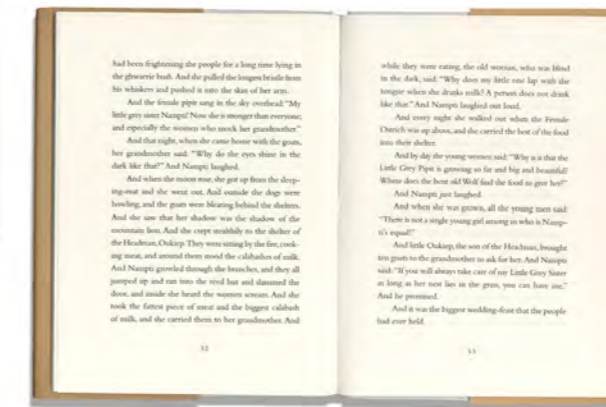 had been frightening the people for a long time lying in
the ghwarrie bush. And she pulled the longest bristle from
his whiskers and pushed it into the skin of her arm.
And the female pipit sang in the sky overhead: "My
little grey sister Nampti! Now she is stronger than everyone;
and especially the women who mock her grandmother."
And that night, when she came home with the goats,
her grandmother said: "Why do the eyes shine in the
dark like that?" And Nampti laughed.
And when the moon rose, she got up from the sleep-
ing-mat and she went out. And outside the dogs were
howling, and the goats were bleating behind the shelters.
And she saw that her shadow was the shadow of the
mountain lion. And she crept stealthily to the shelter of
the Headman, Oukiep. They were sitting by the fire, cook-
ing meat, and around them stood the calabashes of milk.
And Nampti growled through the branches, and they all
jumped up and ran into the reed hut and slammed the
door, and inside she heard the women scream. And she
took the fattest piece of meat and the biggest calabash
of milk, and she carried them to her grandmother. And
32
while they were eating, the old woman, who was blind
in the dark, said: "Why does my little one lap with the
tongue when she drinks milk? A person does not drink
like that." And Nampti laughed out loud.
And every night she walked out when the Female
Ostrich was up above, and she carried the best of the food
into their shelter.
And by day the young women said: "Why is it that the
Little Grey Pipit is growing so fat and big and beautiful?
Where does the bent old Wolf find the food to give her?"
And Nampti just laughed.
And when she was grown, all the young men said:
"There is not a single young girl among us who is Namp-
ti's equal!"
And little Oukiep, the son of the Headman, brought
ten goats to the grandmother to ask for her. And Nampti
said: "If you will always take care of my Little Grey Sister
as long as her nest lies in the grass, you can have me."
And he promised.
And it was the biggest wedding-feast that the people
had ever held.
33